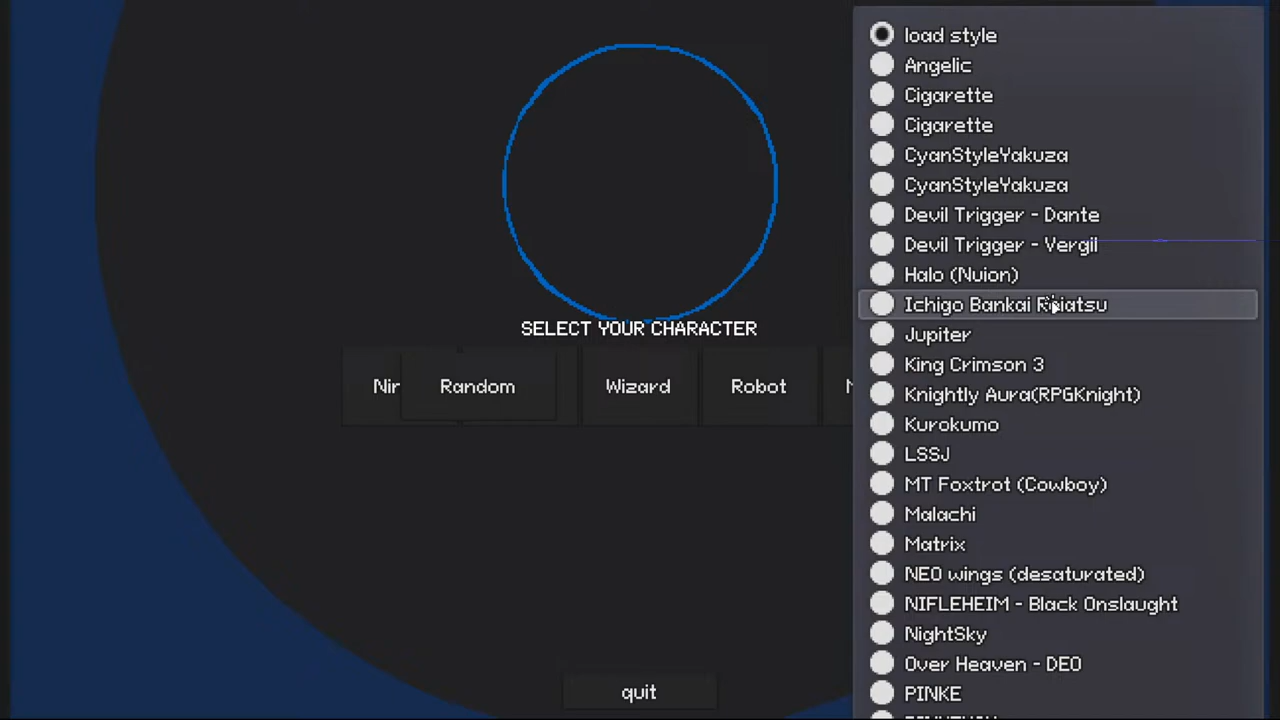 load style
Angelic
Cigarette
Cigarette
CyanStyleYakuza
CyanStyleYakuza
Devil Trigger - Dante
Devil Trigger - Vergil
Halo (Nuion)
Ichigo Bankai
Jupiter
King Crimson 3
Knightly Aura(RPGKnight)
Kurokumo
LSSJ
MT Foxtrot (Cowboy)
Malachi
Matrix
NEO wings (desaturated)
NIFLEHEIM - Black Onslaught
NightSky
Over Heaven - DEO
PINKE
SELECT YOUR CHARACTER
Nin Random Wizard Robot
quit